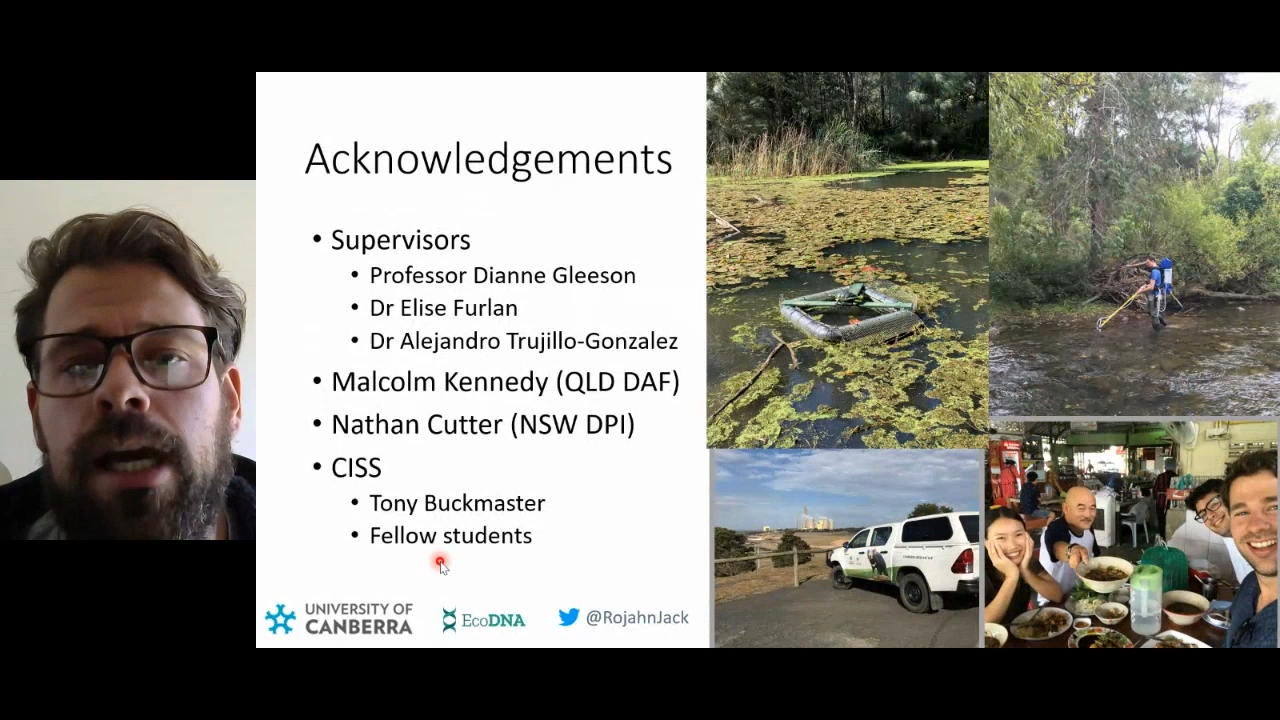 Acknowledgements
• Supervisors
• Professor Dianne Gleeson
• Dr Elise Furlan
• Dr Alejandro Trujillo-Gonzalez
• Malcolm Kennedy (QLD DAF)
• Nathan Cutter (NSW DPI)
• CISS
• Tony Buckmaster
• Fellow students
UNIVERSITY OF
CANBERRA
EcoDNA
@RojahnJack